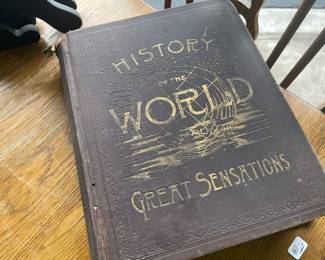 HISTORY
OF THE
WORLD
GREAT SENSATIONS